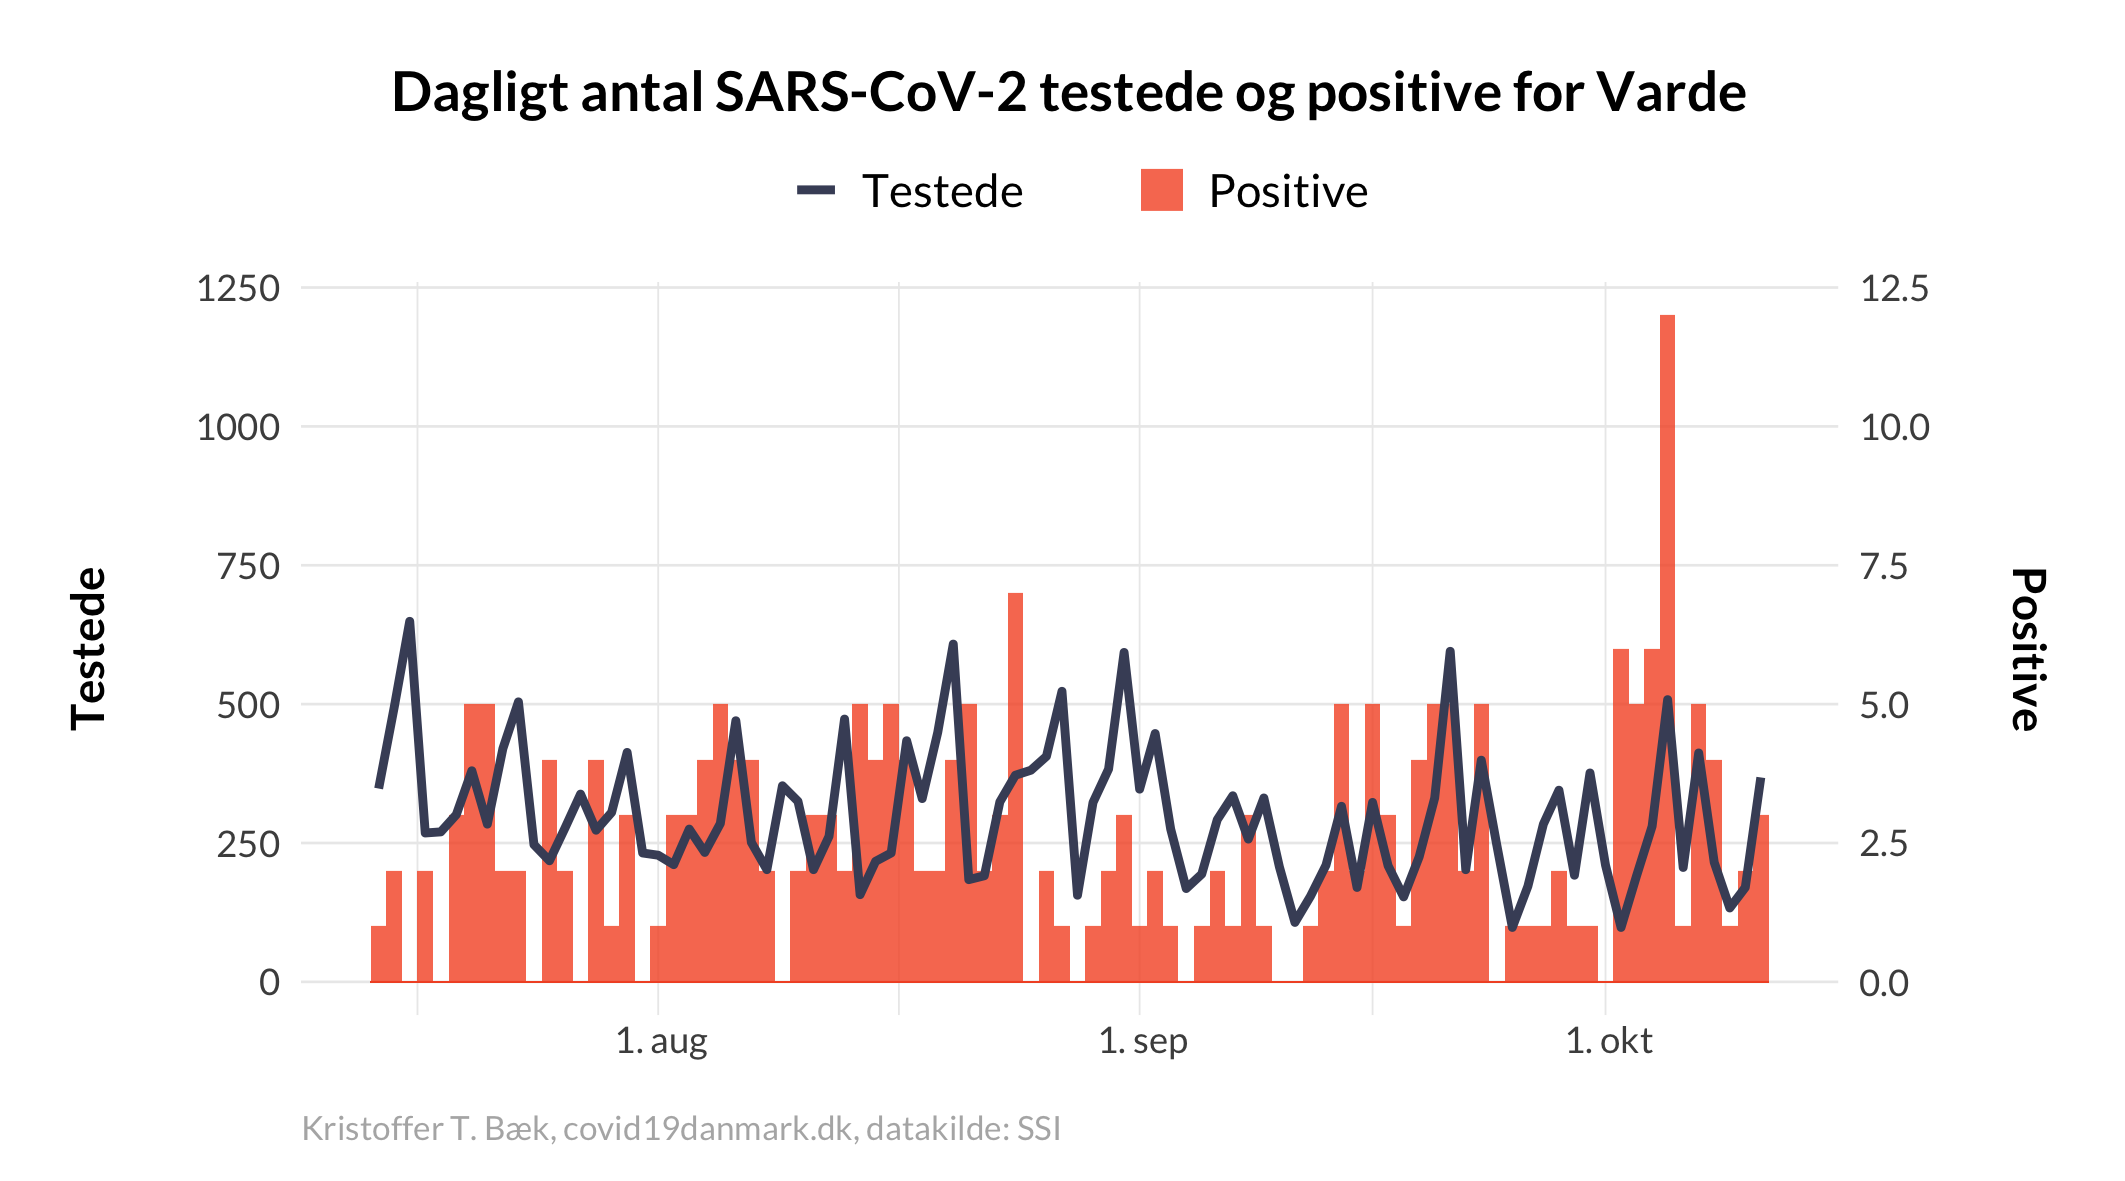 Dagligt antal SARS-CoV-2 testede og positive for Varde
Testede Positive
1250 12.5
1000 10.0
750 7.5
500 5.0
250 2.5
0 0.0
Testede
Positive
1. aug 1. sep 1. okt
Kristoffer T. Bæk, covid19danmark.dk, datakilde: SSI